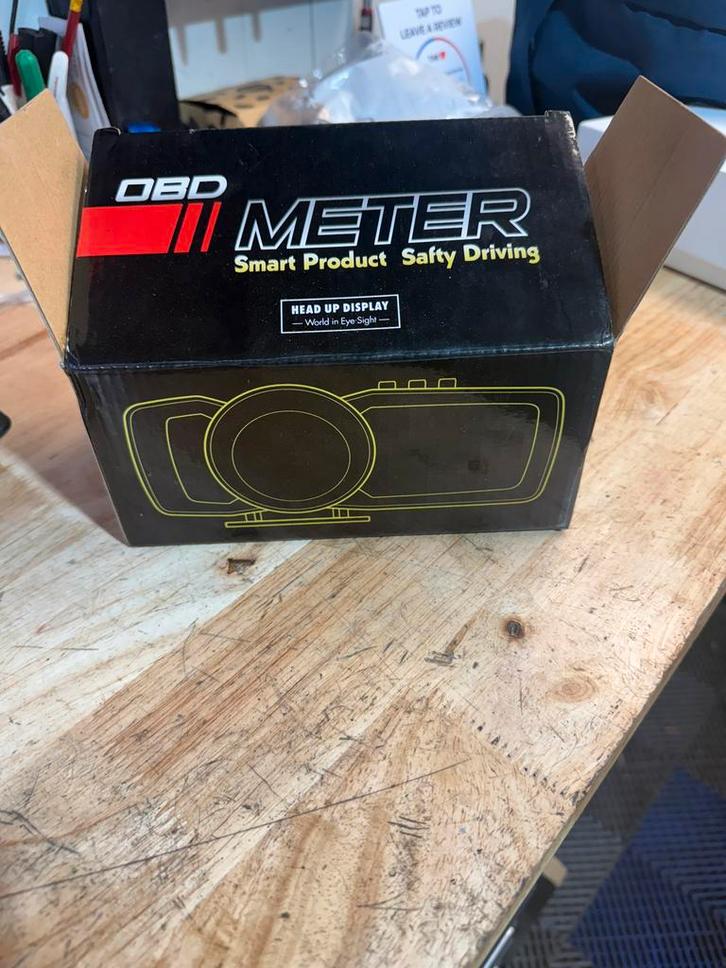 TAP TO
LEAVE A REVIEW
OBD
METER
Smart Product Safty Driving
HEAD UP DISPLAY
— World in Eye Sight —